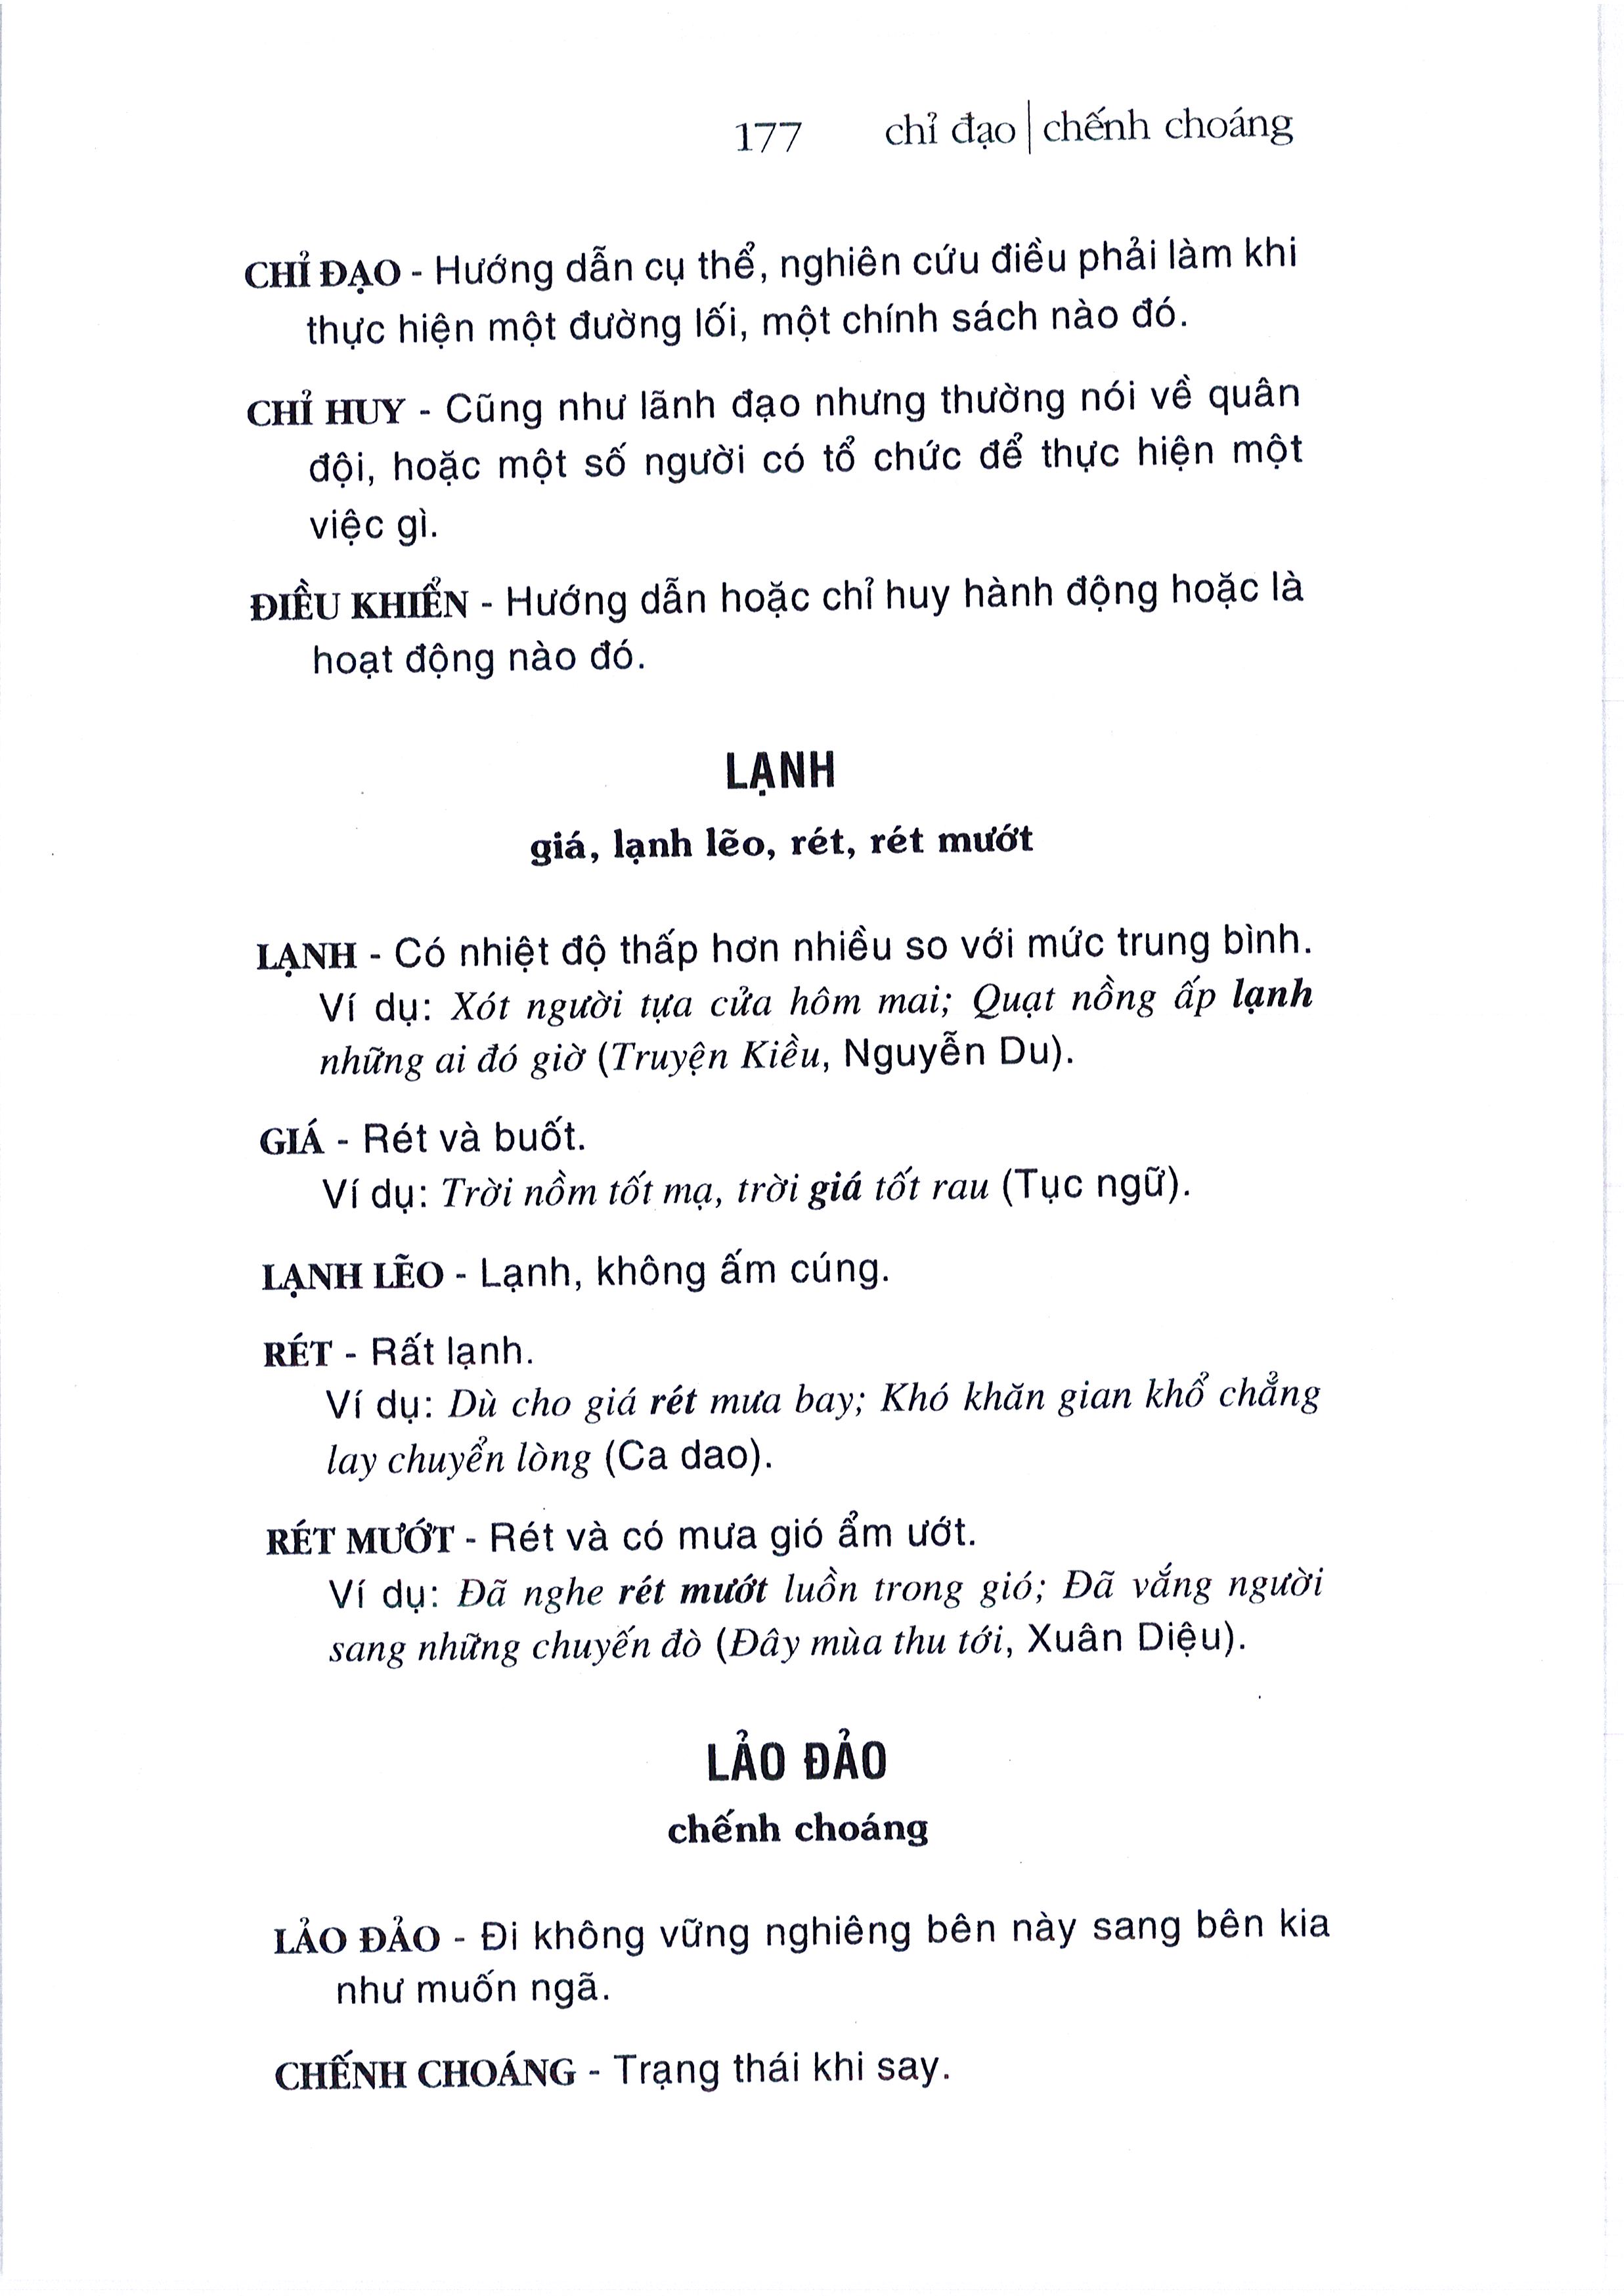 177 chỉ đạo | chếnh choáng
CHỈ ĐẠO - Hướng dẫn cụ thể, nghiên cứu điều phải làm khi
thực hiện một đường lối, một chính sách nào đó.
CHỈ HUY - Cũng như lãnh đạo nhưng thường nói về quân
đội, hoặc một số người có tổ chức để thực hiện một
việc gì.
ĐIỀU KHIỂN - Hướng dẫn hoặc chỉ huy hành động hoặc là
hoạt động nào đó.
LẠNH
giá, lạnh lẽo, rét, rét mướt
LẠNH - Có nhiệt độ thấp hơn nhiều so với mức trung bình.
Ví dụ: Xót người tựa cửa hôm mai; Quạt nồng ấp lạnh
những ai đó giờ (Truyện Kiều, Nguyễn Du).
GIÁ - Rét và buốt.
Ví dụ: Trời nồm tốt mạ, trời giá tốt rau (Tục ngữ).
LẠNH LẼO - Lạnh, không ấm cúng.
RÉT - Rất lạnh.
Ví dụ: Dù cho giá rét mưa bay; Khó khăn gian khổ chẳng
lay chuyển lòng (Ca dao).
RÉT MƯỚT - Rét và có mưa gió ẩm ướt.
Ví dụ: Đã nghe rét mướt luồn trong gió; Đã vắng người
sang những chuyến đò (Đây mùa thu tới, Xuân Diệu).
LẢO ĐẢO
chếnh choáng
LẢO ĐẢO - Đi không vững nghiêng bên này sang bên kia
như muốn ngã.
CHẾNH CHOÁNG - Trạng thái khi say.